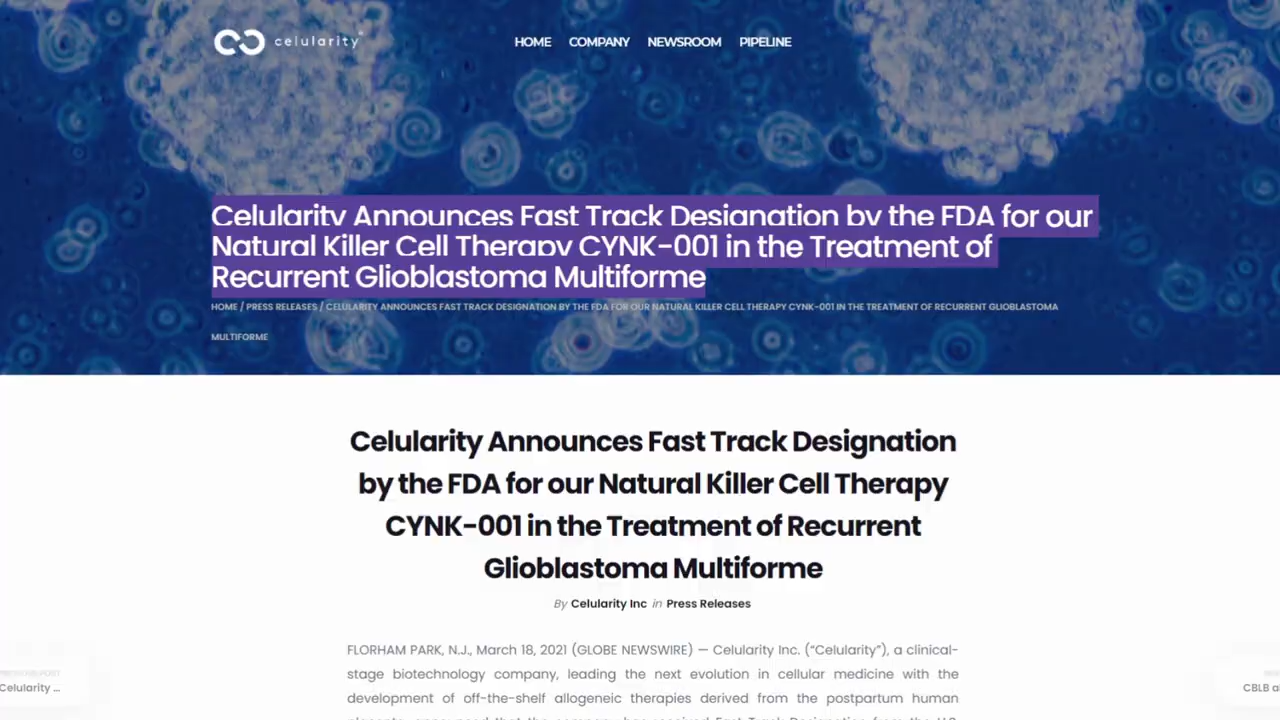 celularity
HOME COMPANY NEWSROOM PIPELINE
Celularity Announces Fast Track Designation by the FDA for our
Natural Killer Cell Therapy CYNK-001 in the Treatment of
Recurrent Glioblastoma Multiforme
HOME / PRESS RELEASES / CELULARITY ANNOUNCES FAST TRACK DESIGNATION BY THE FDA FOR OUR NATURAL KILLER CELL THERAPY CYNK-001 IN THE TREATMENT OF RECURRENT GLIOBLASTOMA
MULTIFORME
Celularity Announces Fast Track Designation
by the FDA for our Natural Killer Cell Therapy
CYNK-001 in the Treatment of Recurrent
Glioblastoma Multiforme
By Celularity Inc in Press Releases
FLORHAM PARK, N.J., March 18, 2021 (GLOBE NEWSWIRE) — Celularity Inc. (“Celularity”), a clinical-
stage biotechnology company, leading the next evolution in cellular medicine with the
development of off-the-shelf allogeneic therapies derived from the postpartum human
Celularity ...
CBLB a